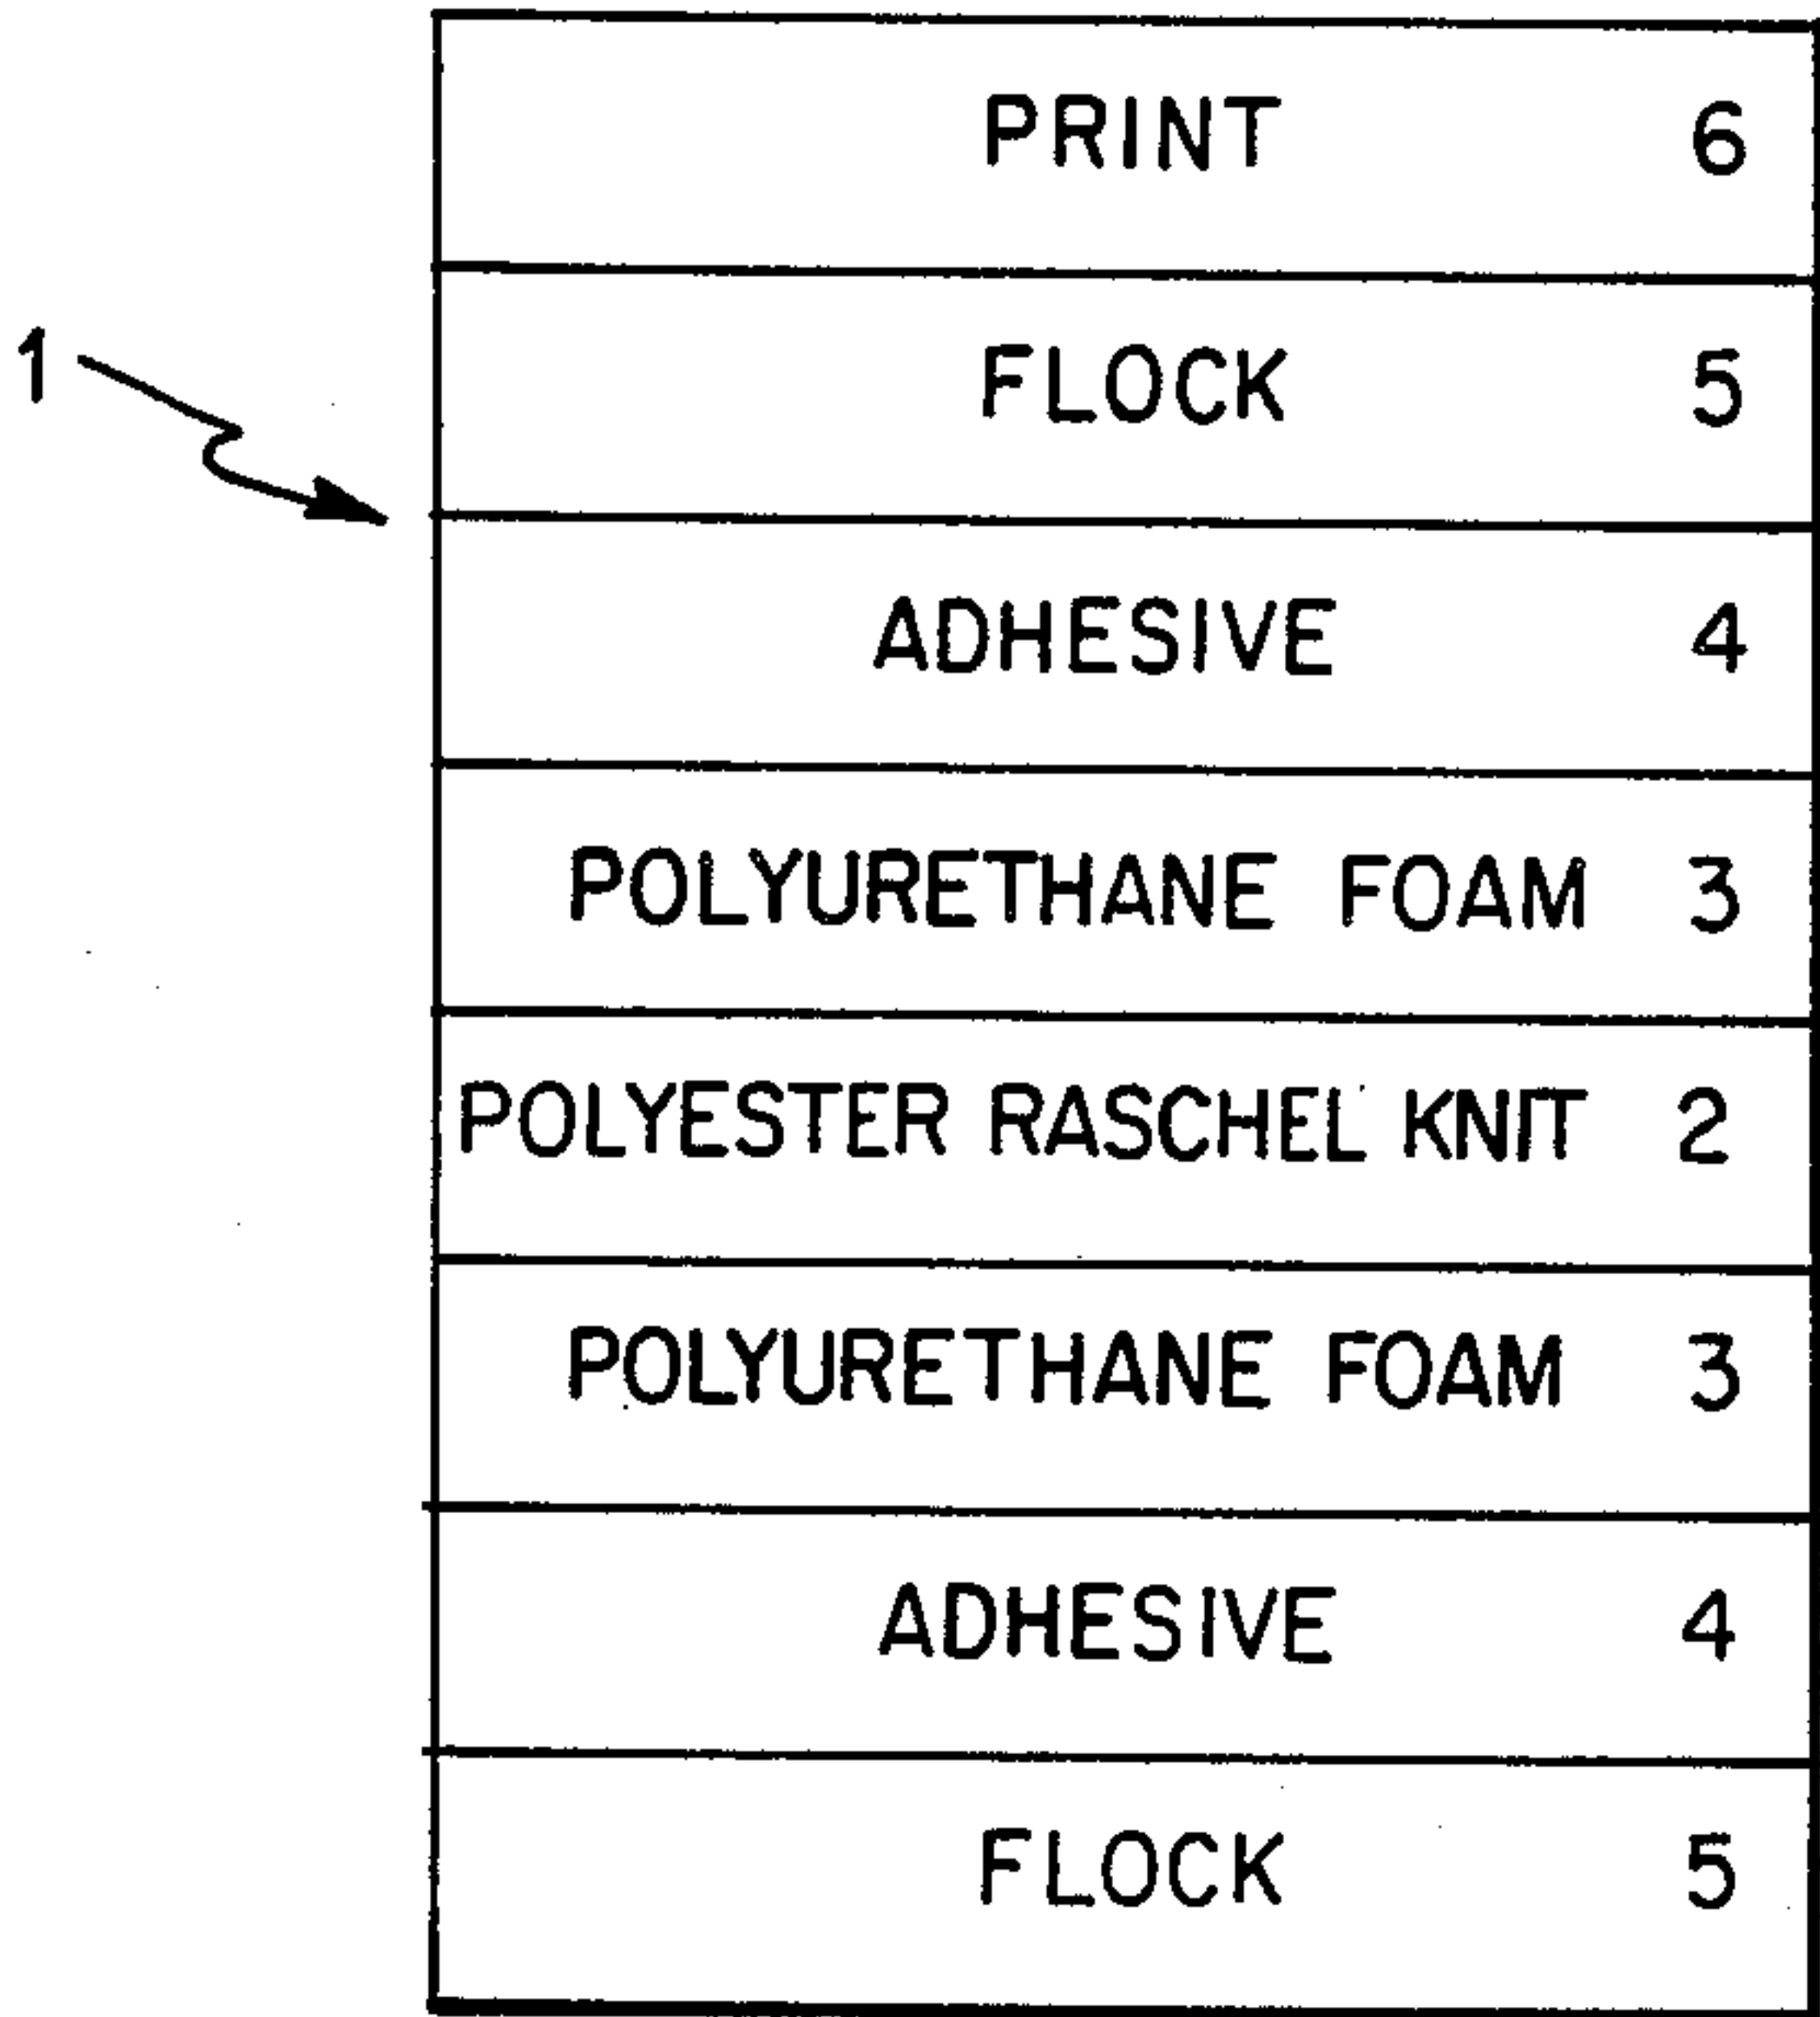 PRINT 6
FLOCK 5
1
ADHESIVE 4
POLYURETHANE FOAM 3
POLYESTER RASCHEL KNIT 2
POLYURETHANE FOAM 3
ADHESIVE 4
FLOCK 5